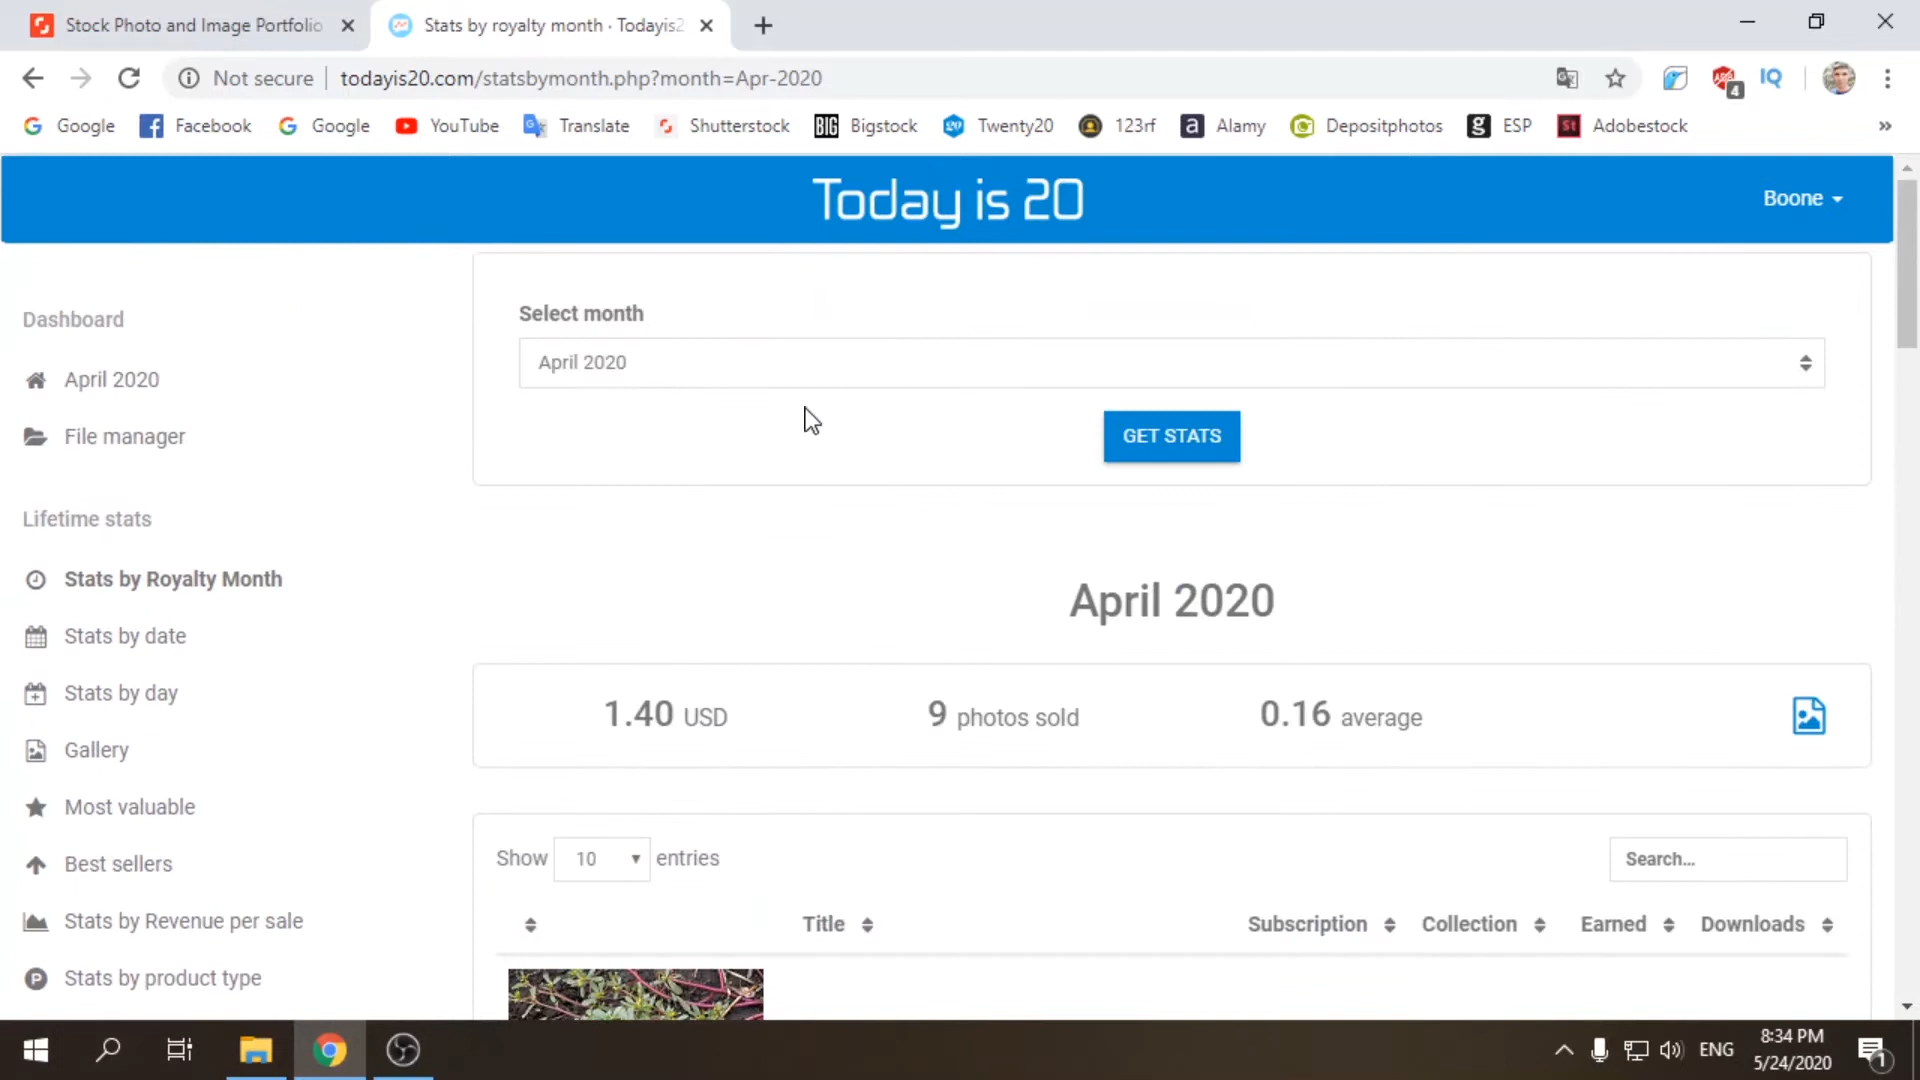 Stock Photo and Image Portfolio
Stats by royalty month · Todayis2
Not secure
todayis20.com/statsbymonth.php?month=Apr-2020
4
IQ
Google
Facebook
Google
YouTube
Translate
Shutterstock
BIG Bigstock
20 Twenty20
123rf
a Alamy
Depositphotos
g ESP
St Adobestock
»
Today is 20
Boone
Select month
Dashboard
April 2020
April 2020
GET STATS
File manager
Lifetime stats
Stats by Royalty Month
April 2020
Stats by date
Stats by day
1.40 USD
9 photos sold
0.16 average
Gallery
Most valuable
Show 10 entries
Search...
Best sellers
Stats by Revenue per sale
Title
Subscription
Collection
Earned
Downloads
P Stats by product type
ENG
8:34 PM
5/24/2020
1